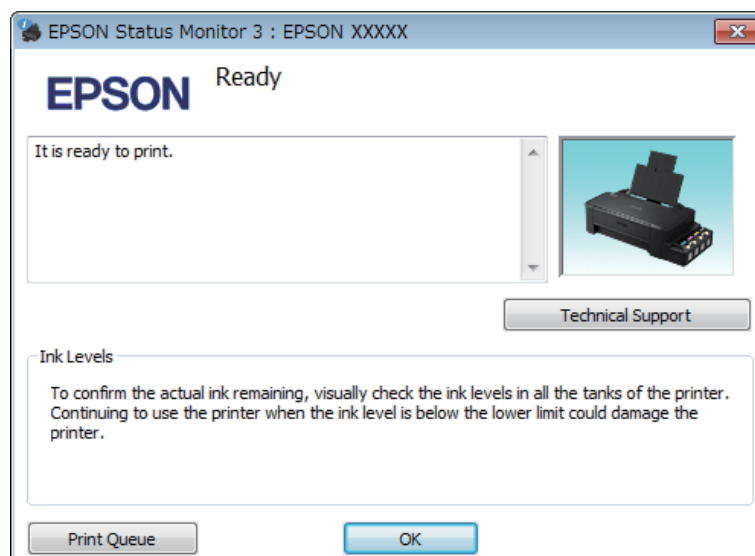 EPSON Status Monitor 3 : EPSON XXXXX
EPSON
Ready
It is ready to print.
Technical Support
Ink Levels
To confirm the actual ink remaining, visually check the ink levels in all the tanks of the printer.
Continuing to use the printer when the ink level is below the lower limit could damage the
printer.
Print Queue
OK